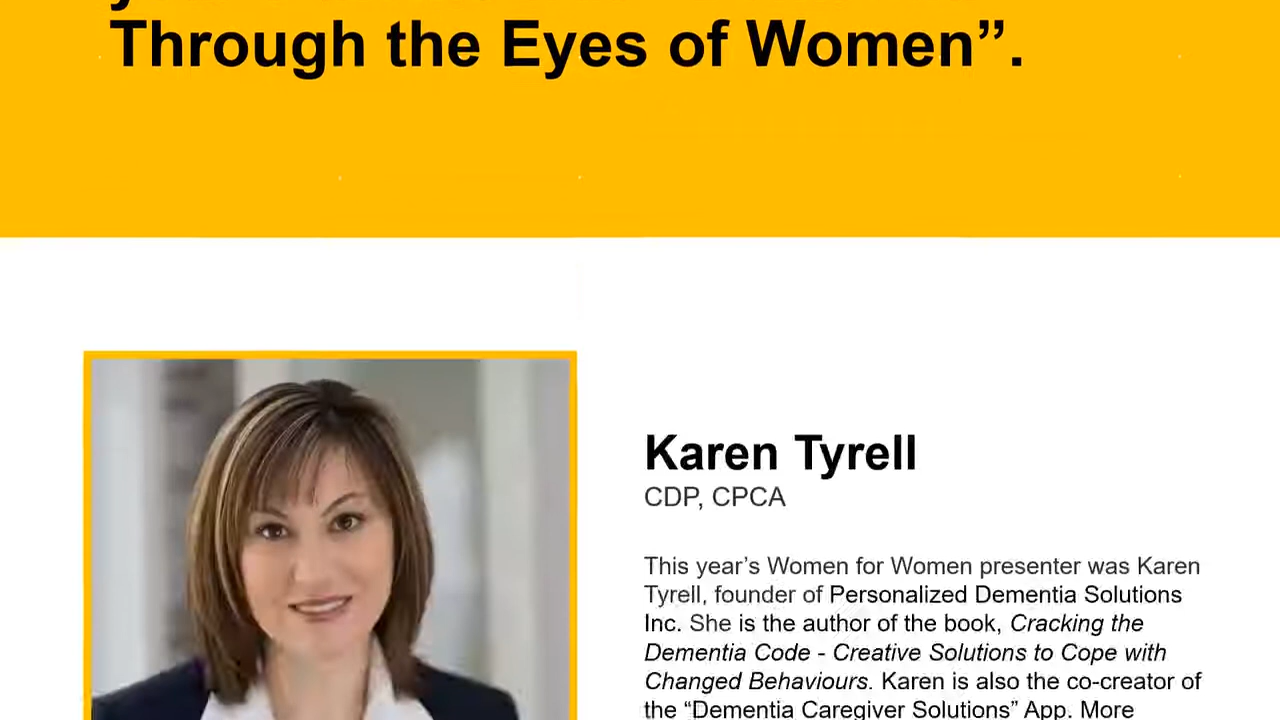 Through the Eyes of Women”.
Karen Tyrell
CDP, CPCA
This year’s Women for Women presenter was Karen
Tyrell, founder of Personalized Dementia Solutions
Inc. She is the author of the book, Cracking the
Dementia Code - Creative Solutions to Cope with
Changed Behaviours. Karen is also the co-creator of
the “Dementia Caregiver Solutions” App. More